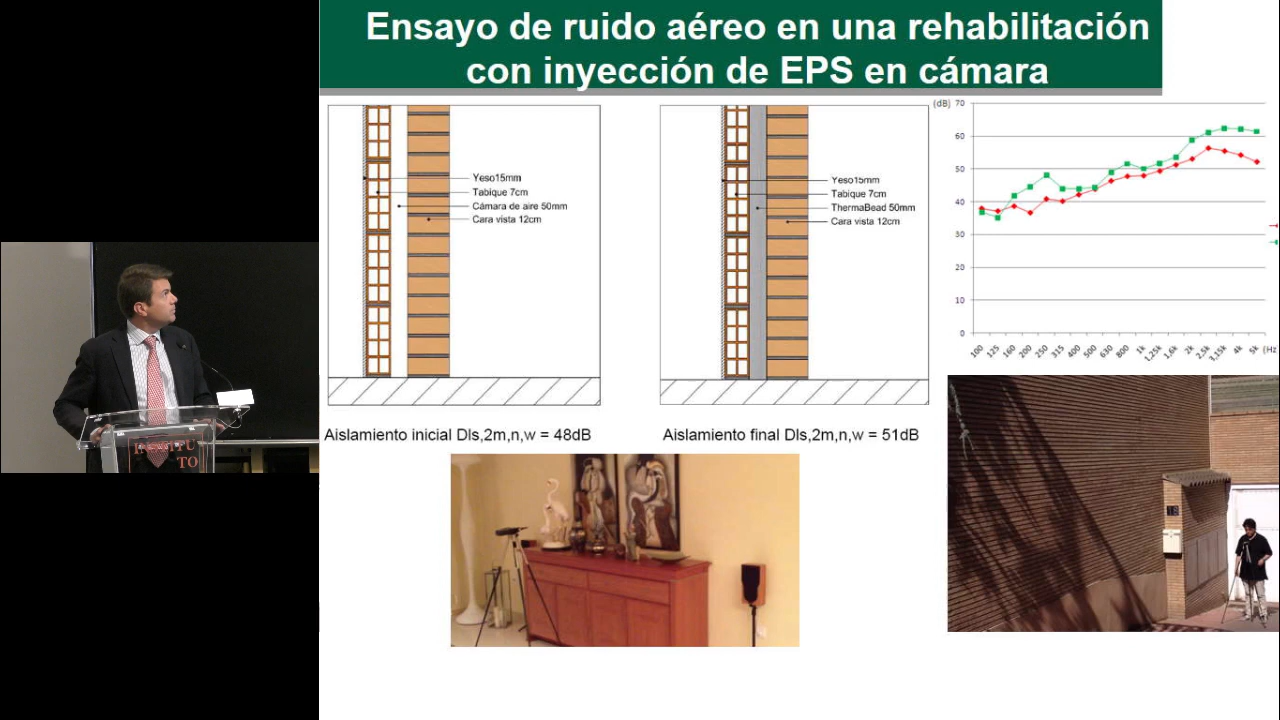 Ensayo de ruido aéreo en una rehabilitación
con inyección de EPS en cámara
Yeso15mm
Tabique 7cm
Cámara de aire 50mm
Cara vista 12cm
Aislamiento inicial Dls,2m,n,w = 48dB
Yeso15mm
Tabique 7cm
ThermaBead 50mm
Cara vista 12cm
Aislamiento final Dls,2m,n,w = 51dB
(dB)
70
60
50
40
30
20
10
0
100 125 160 200 250 315 400 500 630 800 1k 1,25k 1,6k 2k 2,5k 3,15k 4k 5k (Hz
INSTITU
TO